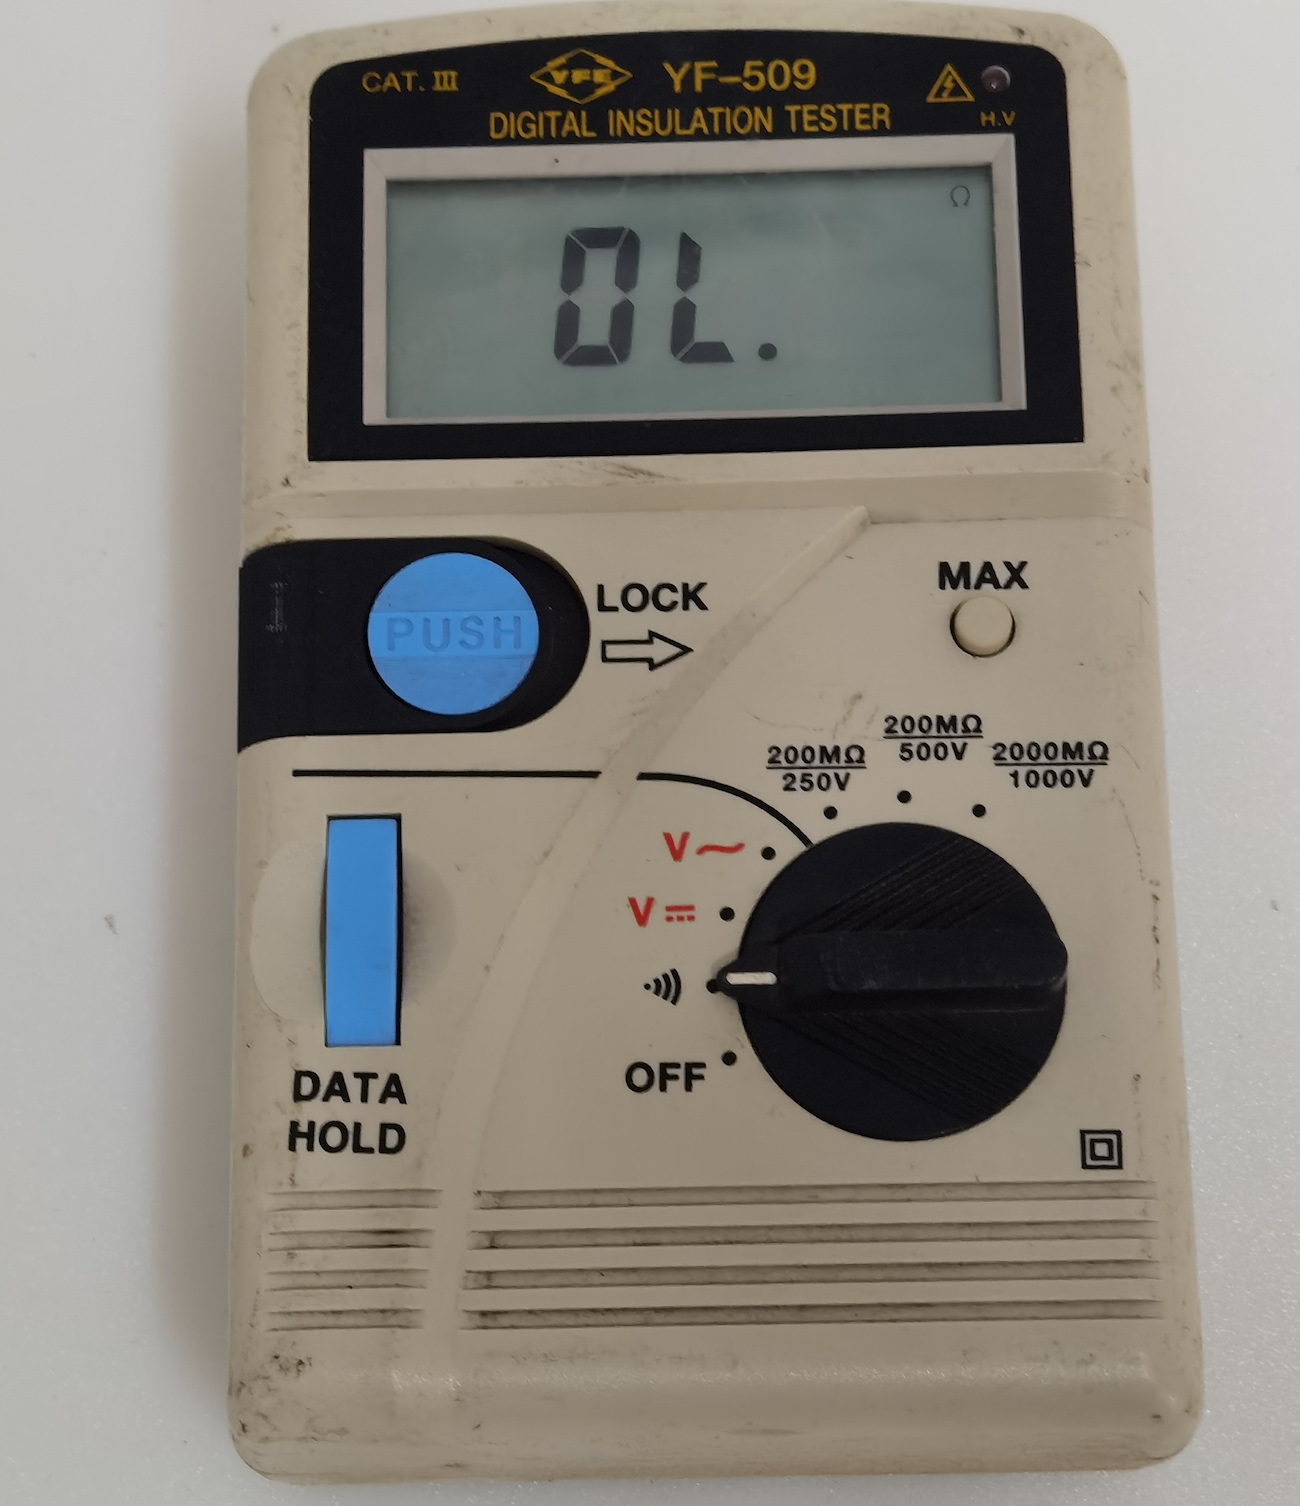 CAT. III
YFE
YF-509
H.V
DIGITAL INSULATION TESTER
Ω
OL.
PUSH
LOCK
MAX
200MΩ
250V
200MΩ
500V
2000MΩ
1000V
V~
V
OFF
DATA
HOLD